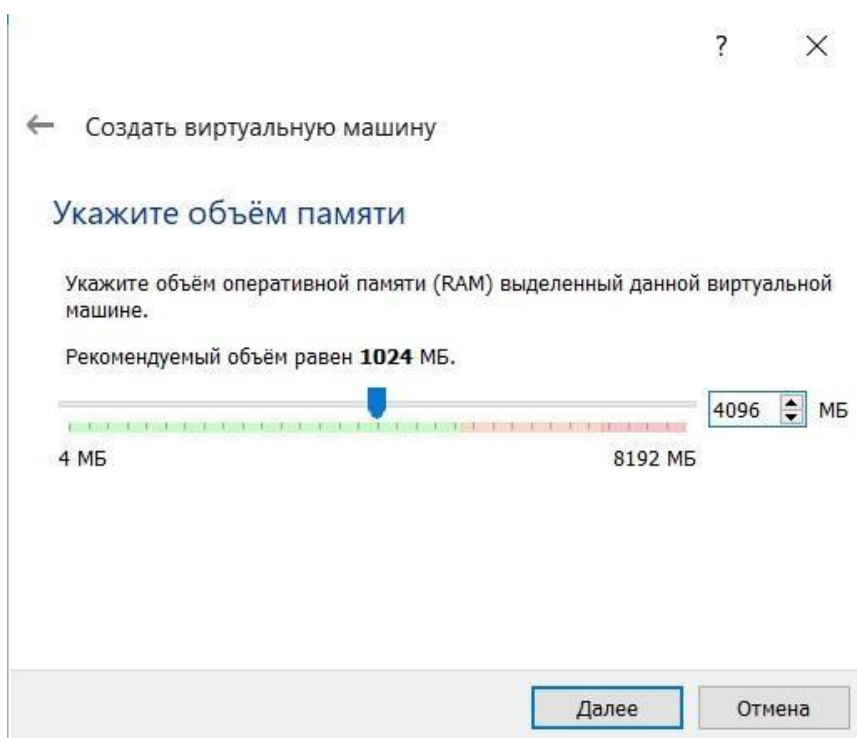 ?
Создать виртуальную машину
Укажите объём памяти
Укажите объём оперативной памяти (RAM) выделенный данной виртуальной
машине.
Рекомендуемый объём равен 1024 МБ.
4096 МБ
4 МБ 8192 МБ
Далее Отмена